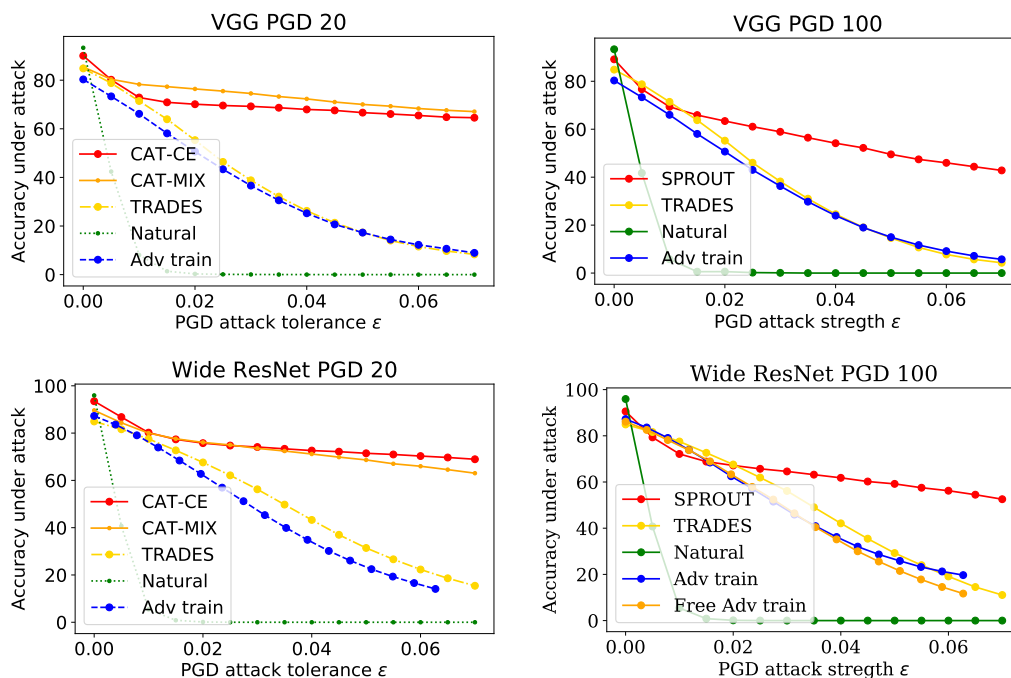 VGG PGD 20
Accuracy under attack
80
60
40
20
0
CAT-CE
CAT-MIX
TRADES
Natural
Adv train
0.00
0.02
0.04
0.06
PGD attack tolerance ε
VGG PGD 100
Accuracy under attack
80
60
40
20
0
SPROUT
TRADES
Natural
Adv train
0.00
0.02
0.04
0.06
PGD attack stregth ε
Wide ResNet PGD 20
Accuracy under attack
100
80
60
40
20
0
CAT-CE
CAT-MIX
TRADES
Natural
Adv train
0.00
0.02
0.04
0.06
PGD attack tolerance ε
Wide ResNet PGD 100
Accuracy under attack
100
80
60
40
20
0
SPROUT
TRADES
Natural
Adv train
Free Adv train
0.00
0.02
0.04
0.06
PGD attack stregth ε